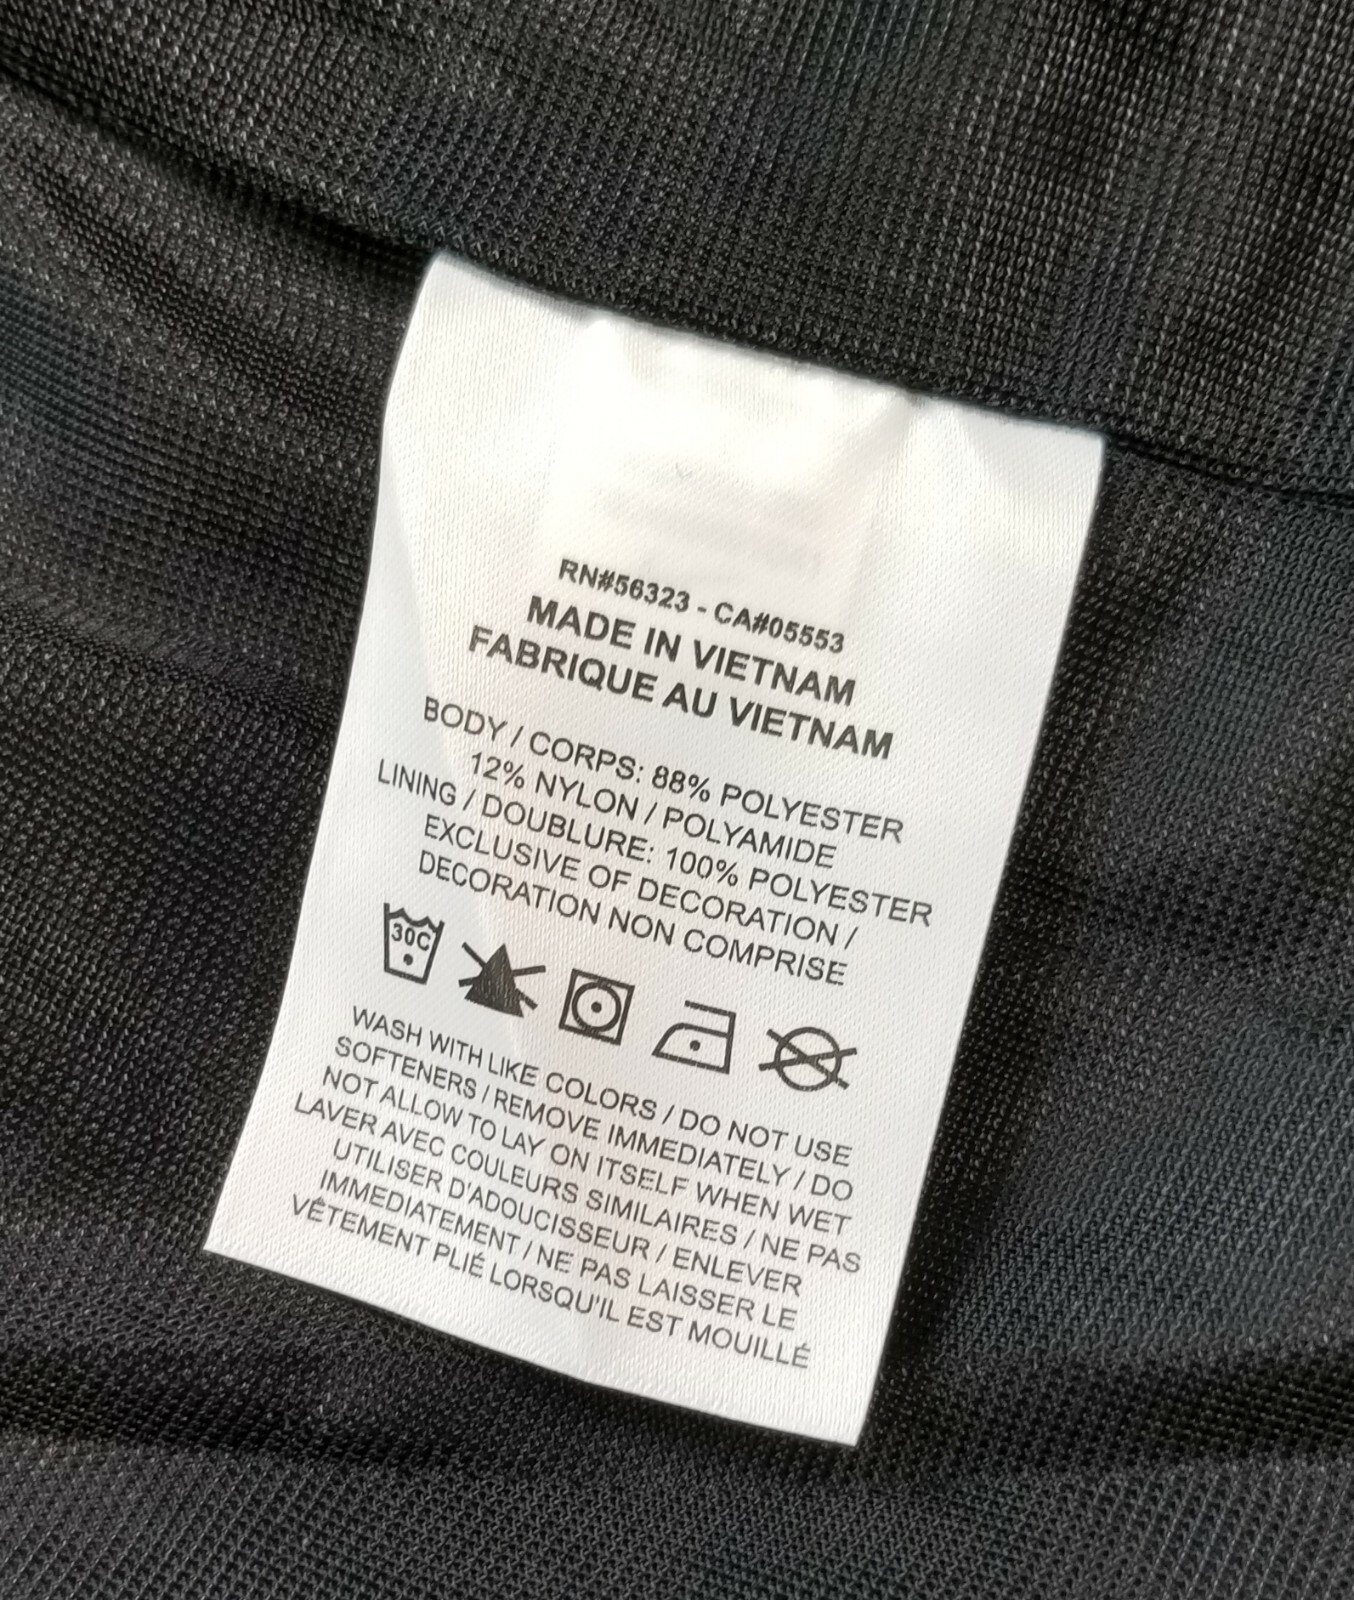 RN#56323 - CA#05553
MADE IN VIETNAM
FABRIQUE AU VIETNAM
BODY / CORPS: 88% POLYESTER
12% NYLON / POLYAMIDE
LINING / DOUBLURE: 100% POLYESTER
EXCLUSIVE OF DECORATION /
DECORATION NON COMPRISE
30C
WASH WITH LIKE COLORS / DO NOT USE
SOFTENERS / REMOVE IMMEDIATELY / DO
NOT ALLOW TO LAY ON ITSELF WHEN WET
LAVER AVEC COULEURS SIMILAIRES / NE PAS
UTILISER D'ADOUCISSEUR / ENLEVER
IMMEDIATEMENT / NE PAS LAISSER LE
VÊTEMENT PLIÉ LORSQU'IL EST MOUILLÉ